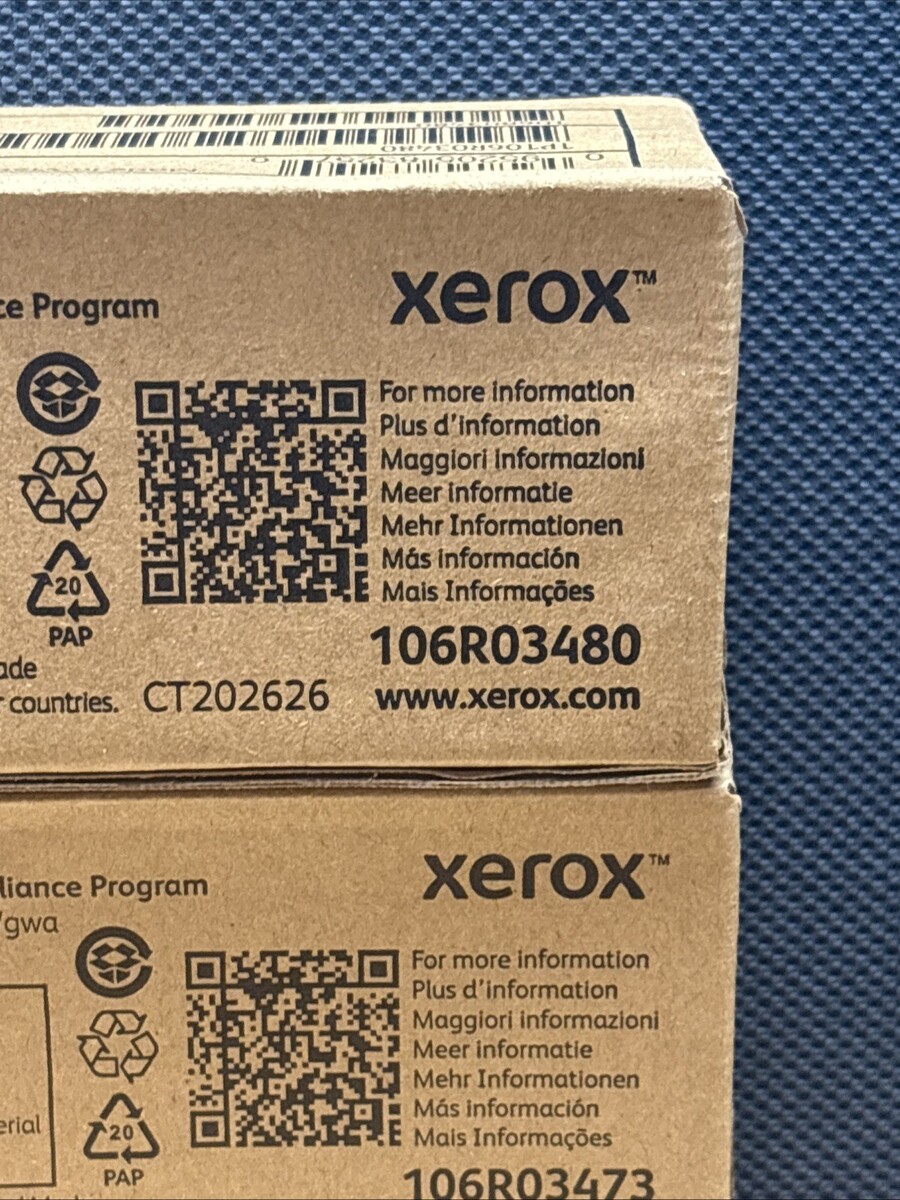 1P106R03480
ce Program
xerox™
For more information
Plus d'information
Maggiori informazioni
Meer informatie
Mehr Informationen
Más información
Mais Informações
20
PAP
106R03480
ade
r countries.
CT202626
www.xerox.com
liance Program
xerox™
/gwa
For more information
Plus d'information
Maggiori informazioni
Meer informatie
Mehr Informationen
Más información
Mais Informações
erial
20
PAP
106R03473